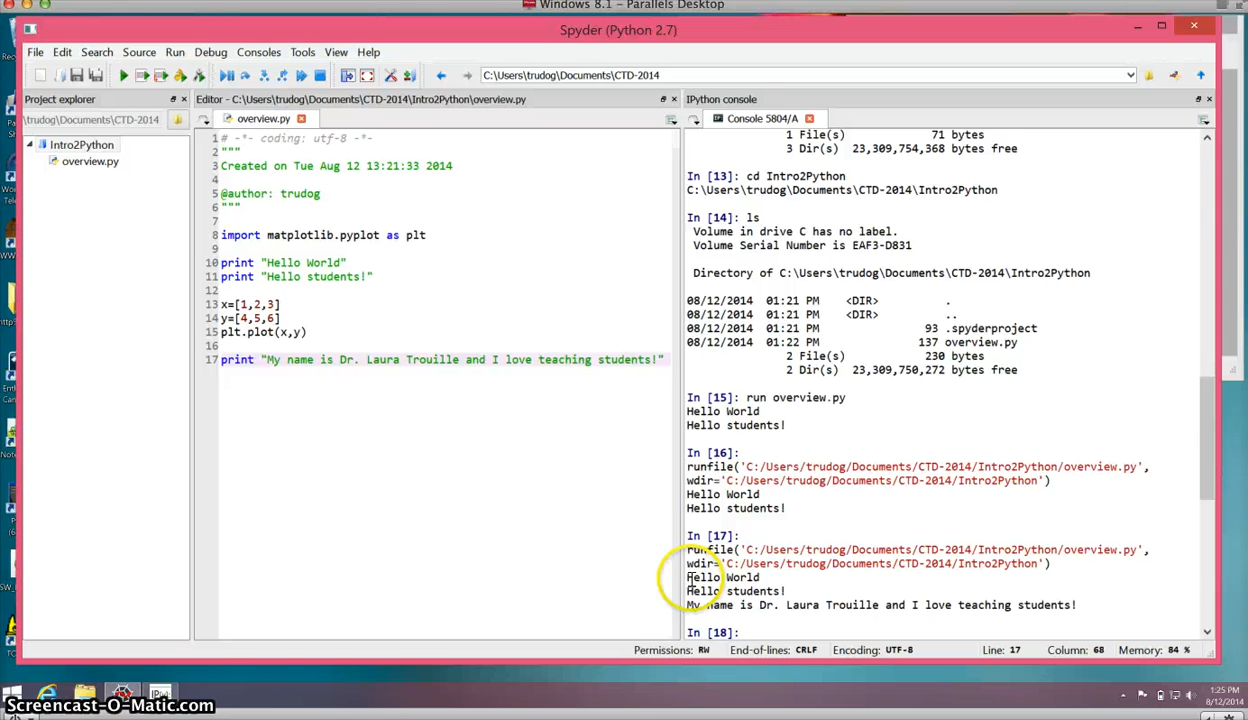 Windows 8.1 - Parallels Desktop
Spyder (Python 2.7)
File Edit Search Source Run Debug Consoles Tools View Help
C:\Users\trudog\Documents\CTD-2014
Project explorer
Editor - C:\Users\trudog\Documents\CTD-2014\Intro2Python\overview.py
IPython console
trudog\Documents\CTD-2014
overview.py
Console 5804/A
Intro2Python
overview.py
1 # -*- coding: utf-8 -*-
2 """
3 Created on Tue Aug 12 13:21:33 2014
4
5 @author: trudog
6 """
7
8 import matplotlib.pyplot as plt
9
10 print "Hello World"
11 print "Hello students!"
12
13 x=[1,2,3]
14 y=[4,5,6]
15 plt.plot(x,y)
16
17 print "My name is Dr. Laura Trouille and I love teaching students!"
1 File(s) 71 bytes
3 Dir(s) 23,309,754,368 bytes free
In [13]: cd Intro2Python
C:\Users\trudog\Documents\CTD-2014\Intro2Python
In [14]: ls
Volume in drive C has no label.
Volume Serial Number is EAF3-D831
Directory of C:\Users\trudog\Documents\CTD-2014\Intro2Python
08/12/2014 01:21 PM <DIR> .
08/12/2014 01:21 PM <DIR> ..
08/12/2014 01:21 PM 93 .spyderproject
08/12/2014 01:22 PM 137 overview.py
2 File(s) 230 bytes
2 Dir(s) 23,309,750,272 bytes free
In [15]: run overview.py
Hello World
Hello students!
In [16]:
runfile('C:/Users/trudog/Documents/CTD-2014/Intro2Python/overview.py',
wdir='C:/Users/trudog/Documents/CTD-2014/Intro2Python')
Hello World
Hello students!
In [17]:
runfile('C:/Users/trudog/Documents/CTD-2014/Intro2Python/overview.py',
wdir='C:/Users/trudog/Documents/CTD-2014/Intro2Python')
Hello World
Hello students!
My name is Dr. Laura Trouille and I love teaching students!
In [18]:
Permissions: RW End-of-lines: CRLF Encoding: UTF-8 Line: 17 Column: 68 Memory: 84 %
1:25 PM
8/12/2014
Screencast-O-Matic.com